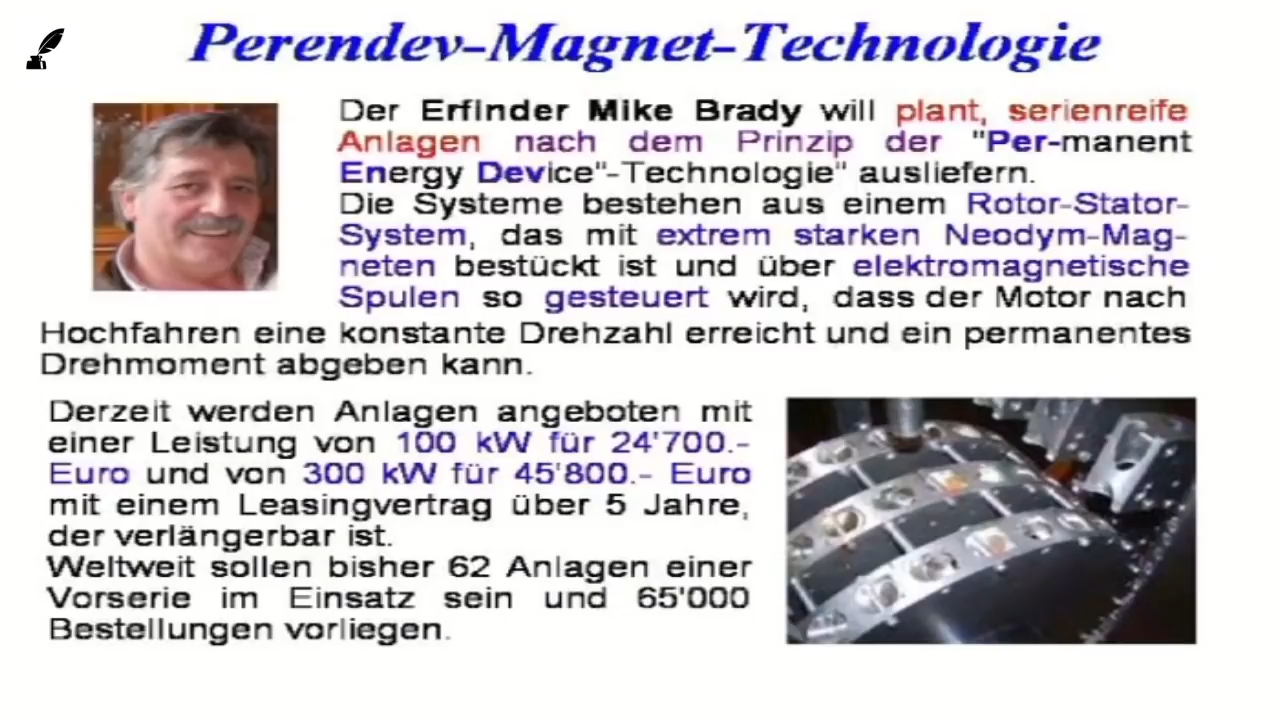 Perendev-Magnet-Technologie
Der Erfinder Mike Brady will plant, serienreife
Anlagen nach dem Prinzip der "Per-manent
Energy Device"-Technologie" ausliefern.
Die Systeme bestehen aus einem Rotor-Stator-
System, das mit extrem starken Neodym-Mag-
neten bestückt ist und über elektromagnetische
Spulen so gesteuert wird, dass der Motor nach
Hochfahren eine konstante Drehzahl erreicht und ein permanentes
Drehmoment abgeben kann.
Derzeit werden Anlagen angeboten mit
einer Leistung von 100 kW für 24'700.-
Euro und von 300 kW für 45'800.- Euro
mit einem Leasingvertrag über 5 Jahre,
der verlängerbar ist.
Weltweit sollen bisher 62 Anlagen einer
Vorserie im Einsatz sein und 65'000
Bestellungen vorliegen.